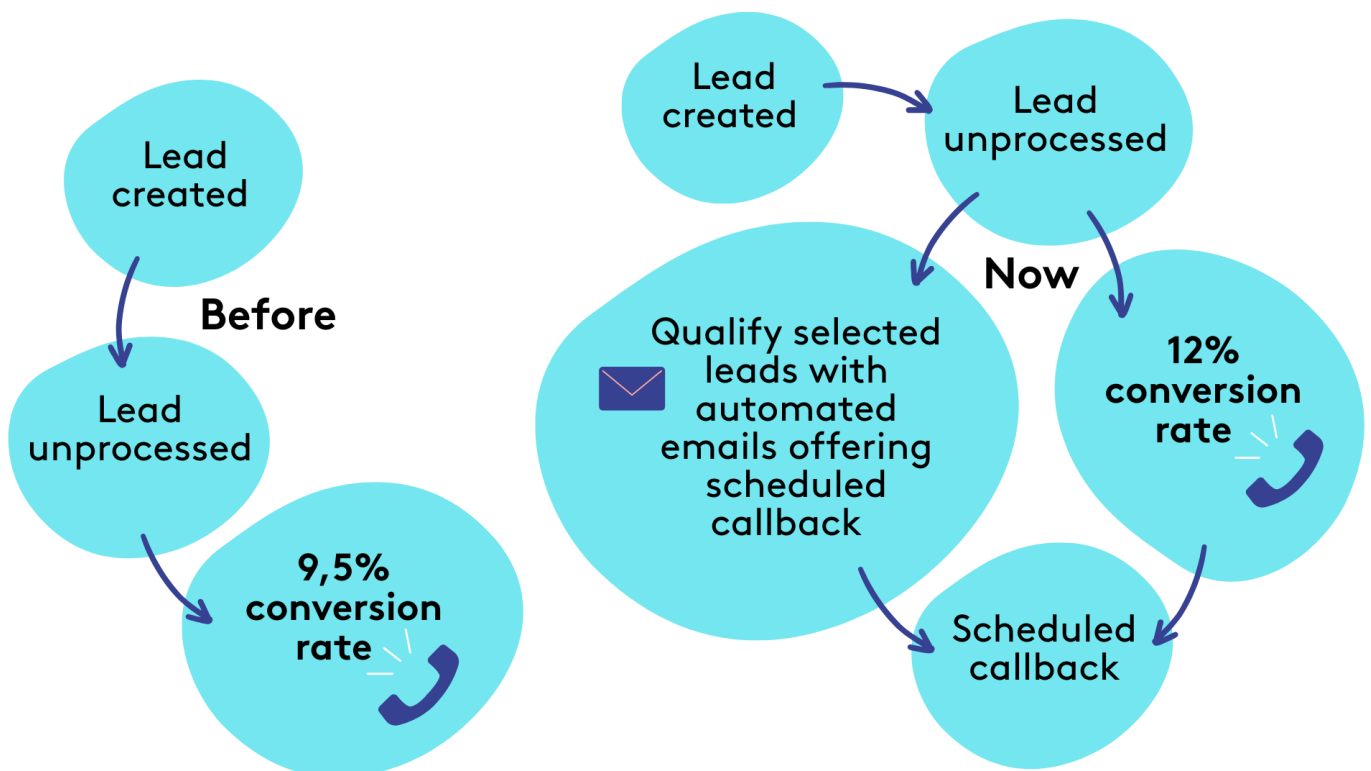 Lead
created
Before
Lead
unprocessed
9,5%
conversion
rate
Lead
created
Lead
unprocessed
Now
Qualify selected
leads with
automated
emails offering
scheduled
callback
12%
conversion
rate
Scheduled
callback